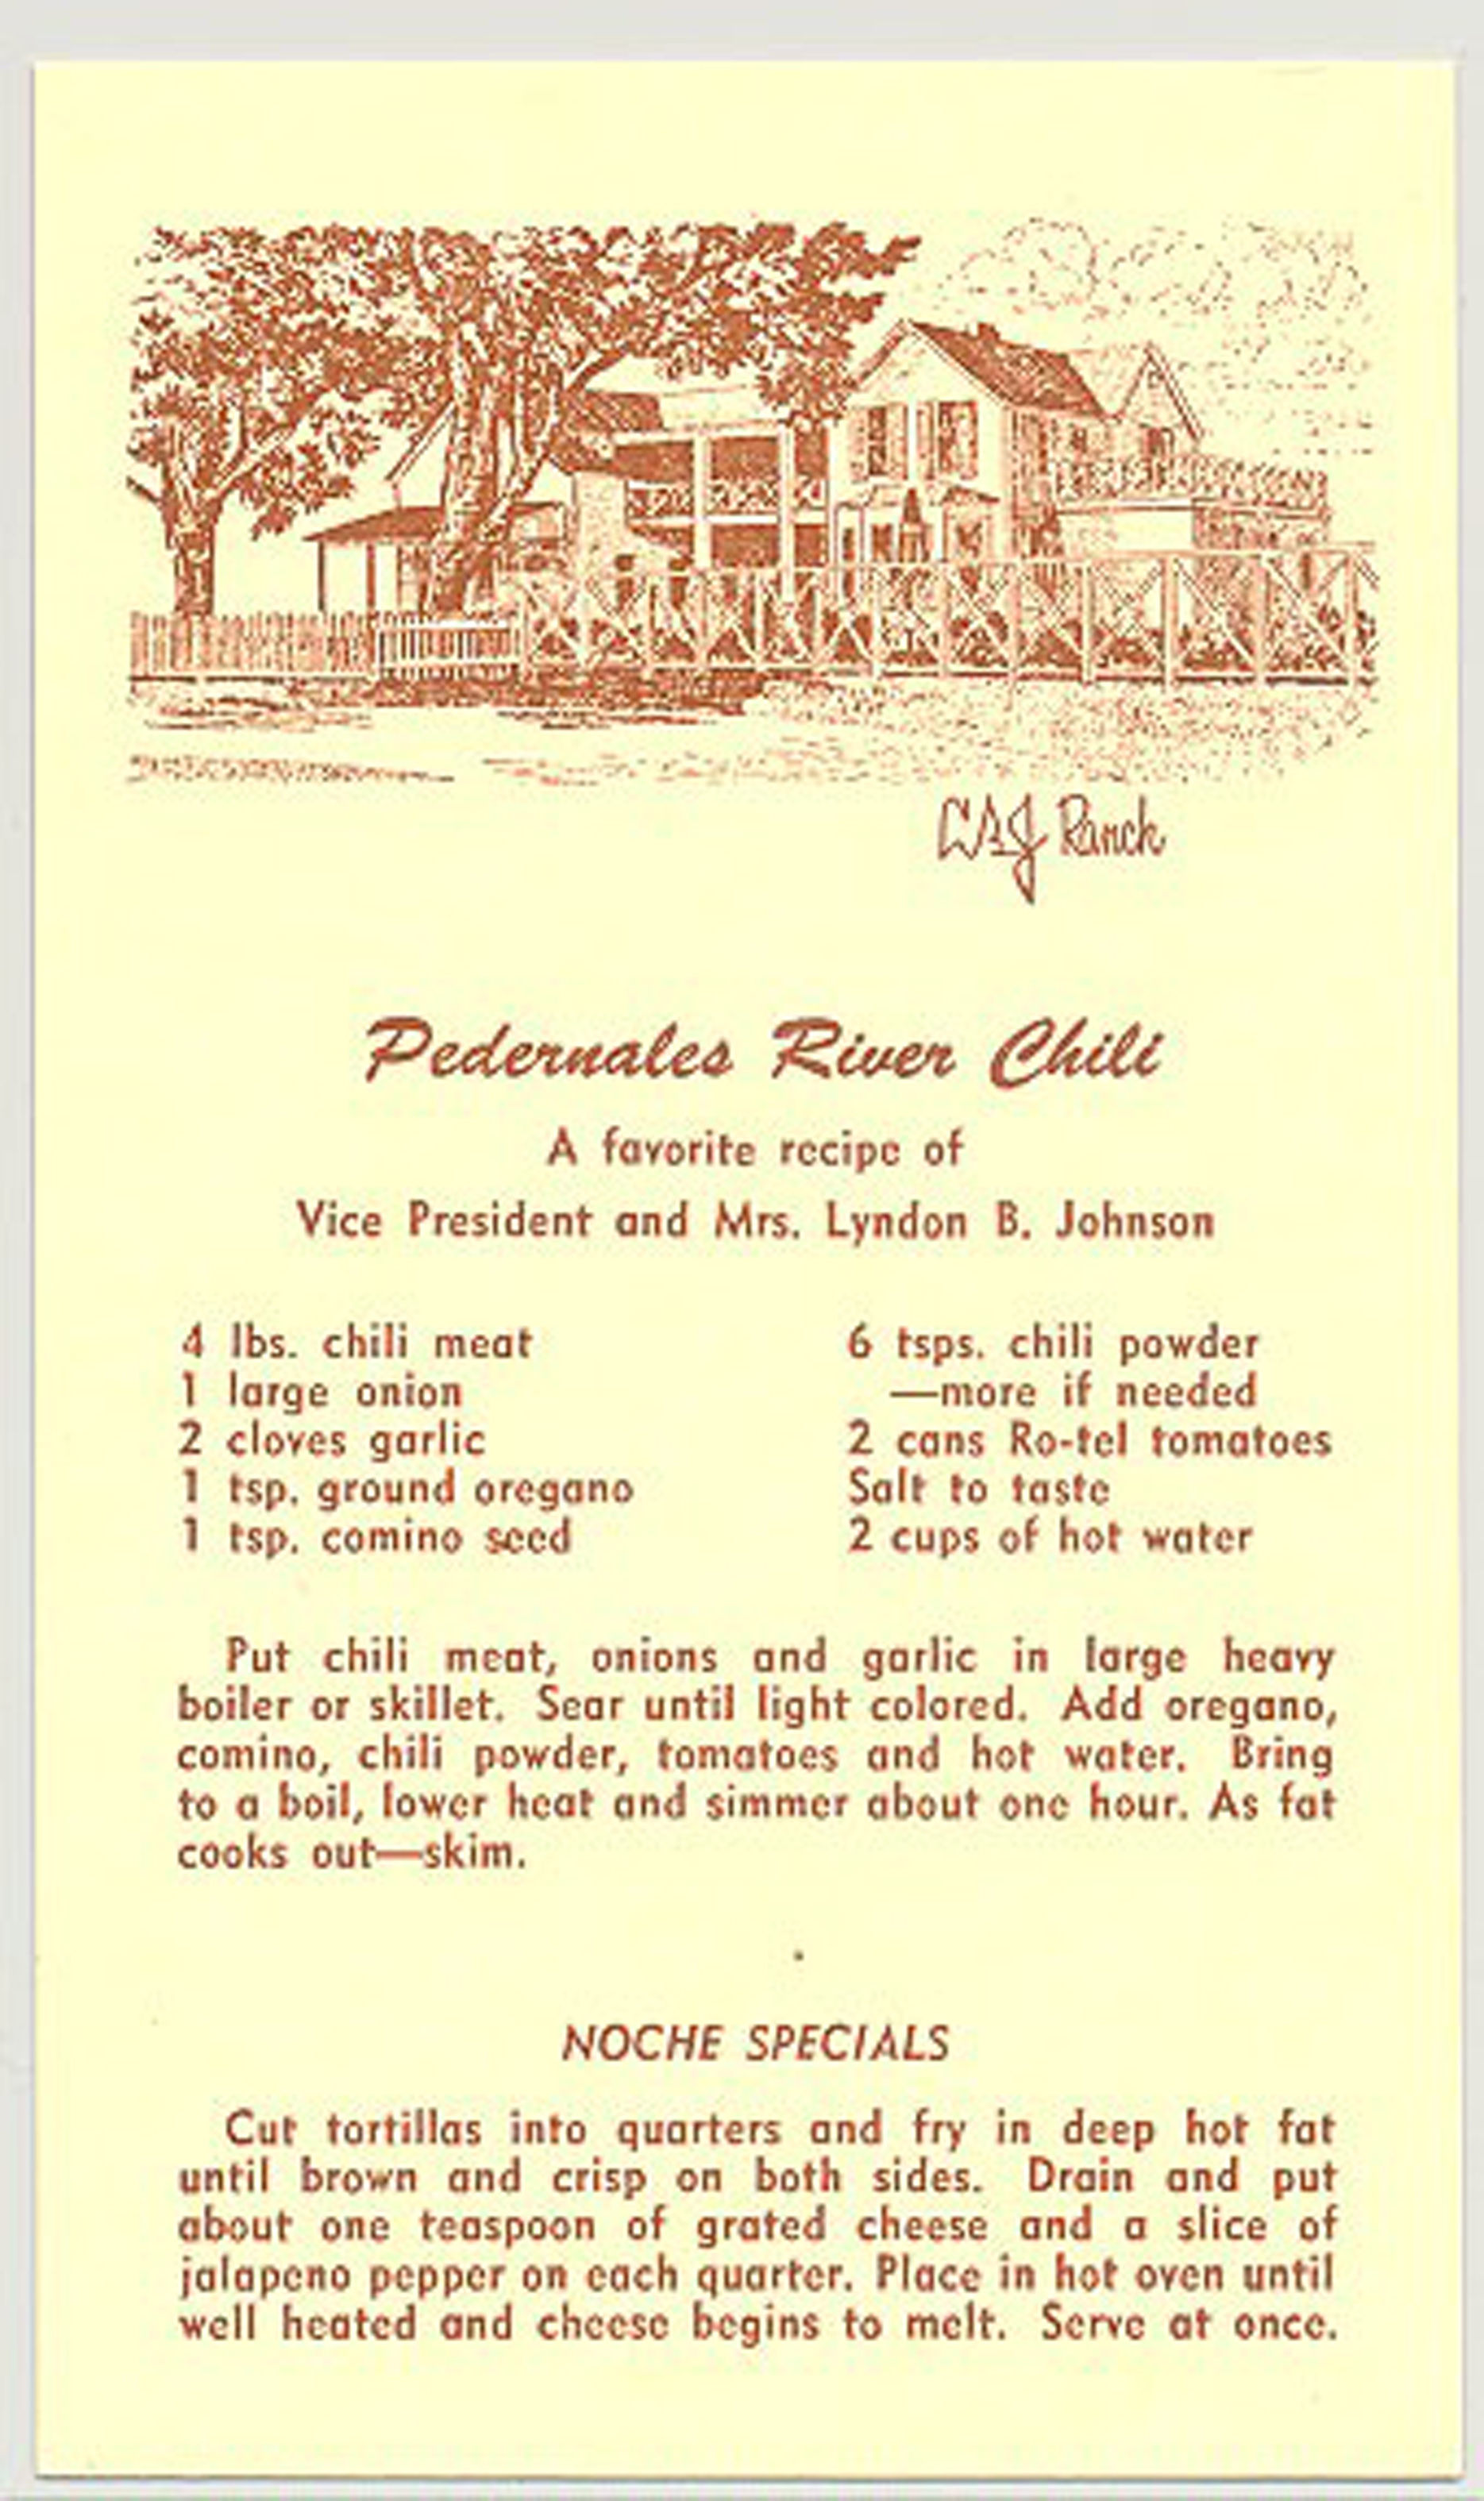 LBJ Ranch
Pedernales River Chili
A favorite recipe of
Vice President and Mrs. Lyndon B. Johnson
4 lbs. chili meat
1 large onion
2 cloves garlic
1 tsp. ground oregano
1 tsp. comino seed
6 tsps. chili powder
—more if needed
2 cans Ro-tel tomatoes
Salt to taste
2 cups of hot water
Put chili meat, onions and garlic in large heavy
boiler or skillet. Sear until light colored. Add oregano,
comino, chili powder, tomatoes and hot water. Bring
to a boil, lower heat and simmer about one hour. As fat
cooks out—skim.
NOCHE SPECIALS
Cut tortillas into quarters and fry in deep hot fat
until brown and crisp on both sides. Drain and put
about one teaspoon of grated cheese and a slice of
jalapeno pepper on each quarter. Place in hot oven until
well heated and cheese begins to melt. Serve at once.